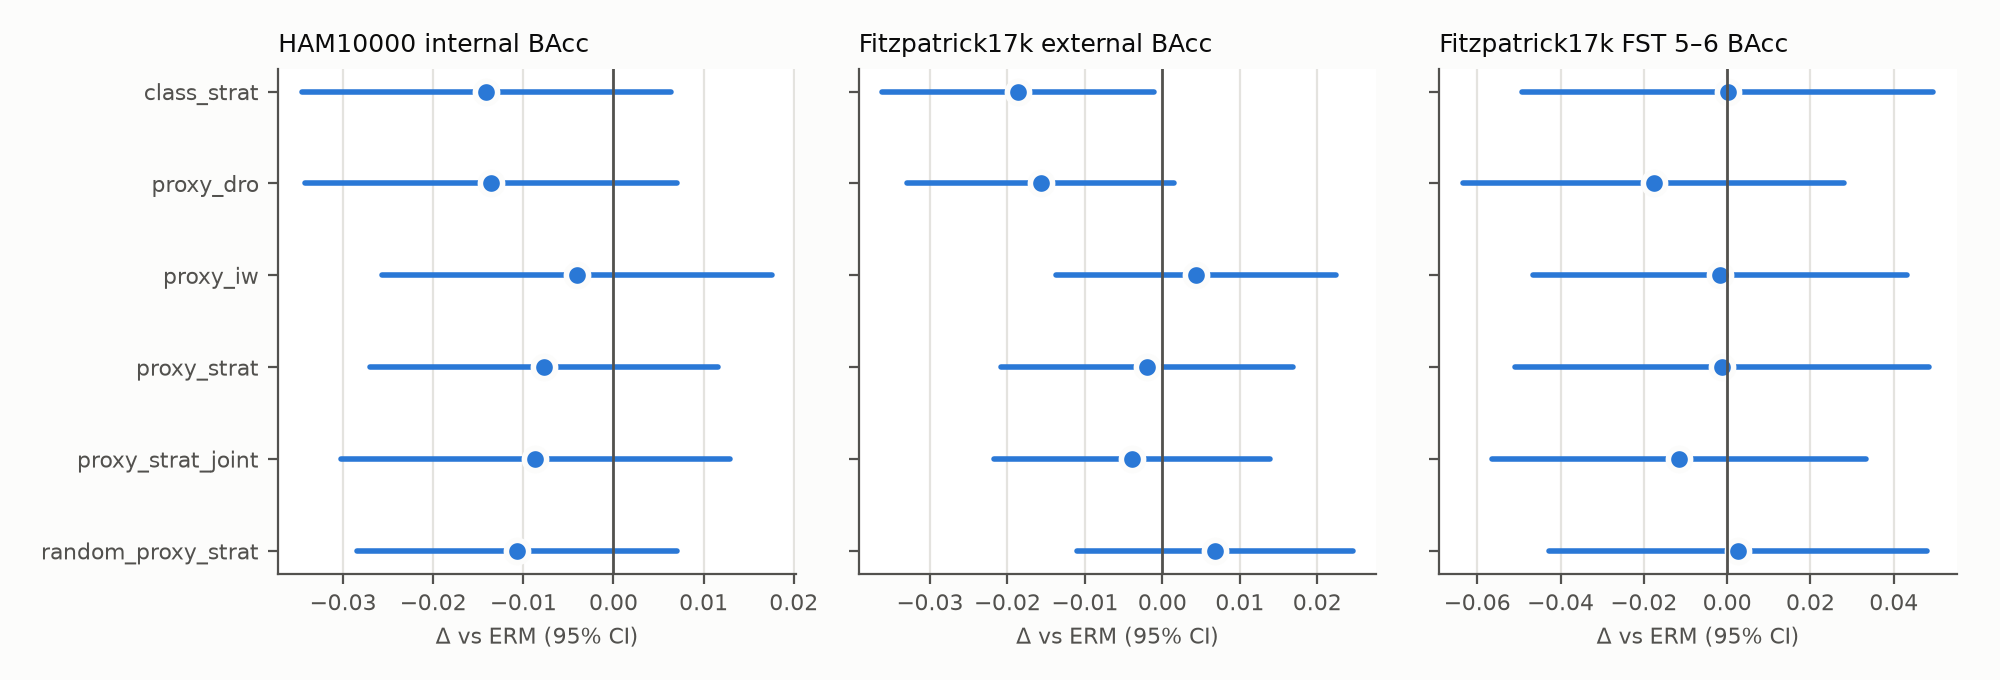 HAM10000 internal BAcc
Fitzpatrick17k external BAcc
Fitzpatrick17k FST 5–6 BAcc
class_strat
proxy_dro
proxy_iw
proxy_strat
proxy_strat_joint
random_proxy_strat
−0.03 −0.02 −0.01 0.00 0.01 0.02
Δ vs ERM (95% CI)
−0.03 −0.02 −0.01 0.00 0.01 0.02
Δ vs ERM (95% CI)
−0.06 −0.04 −0.02 0.00 0.02 0.04
Δ vs ERM (95% CI)